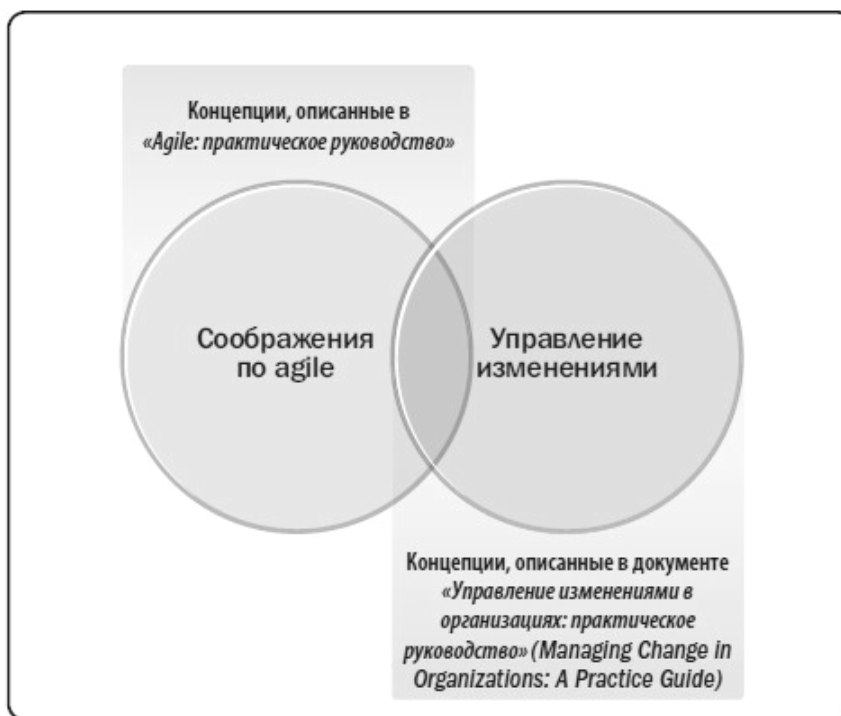 Концепции, описанные в
«Agile: практическое руководство»
Соображения
по agile
Управление
изменениями
Концепции, описанные в документе
«Управление изменениями в
организациях: практическое
руководство» (Managing Change in
Organizations: A Practice Guide)